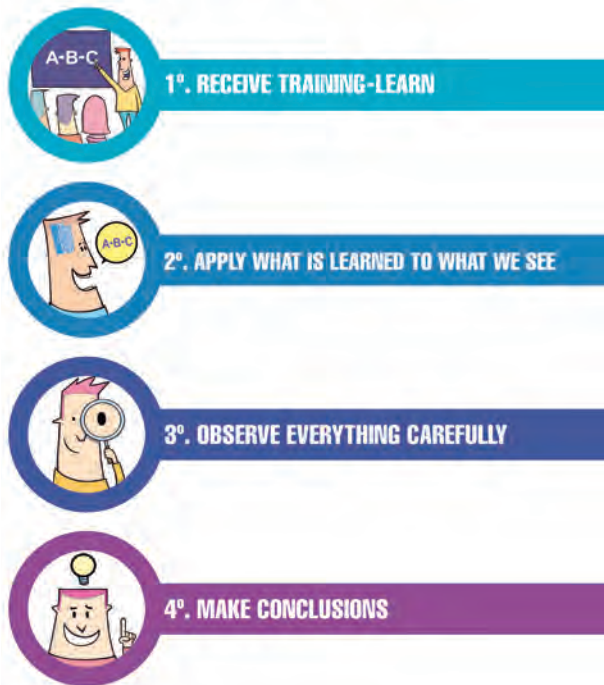 A-B-C
1º. RECEIVE TRAINING-LEARN
A-B-C
2º. APPLY WHAT IS LEARNED TO WHAT WE SEE
3º. OBSERVE EVERYTHING CAREFULLY
4º. MAKE CONCLUSIONS